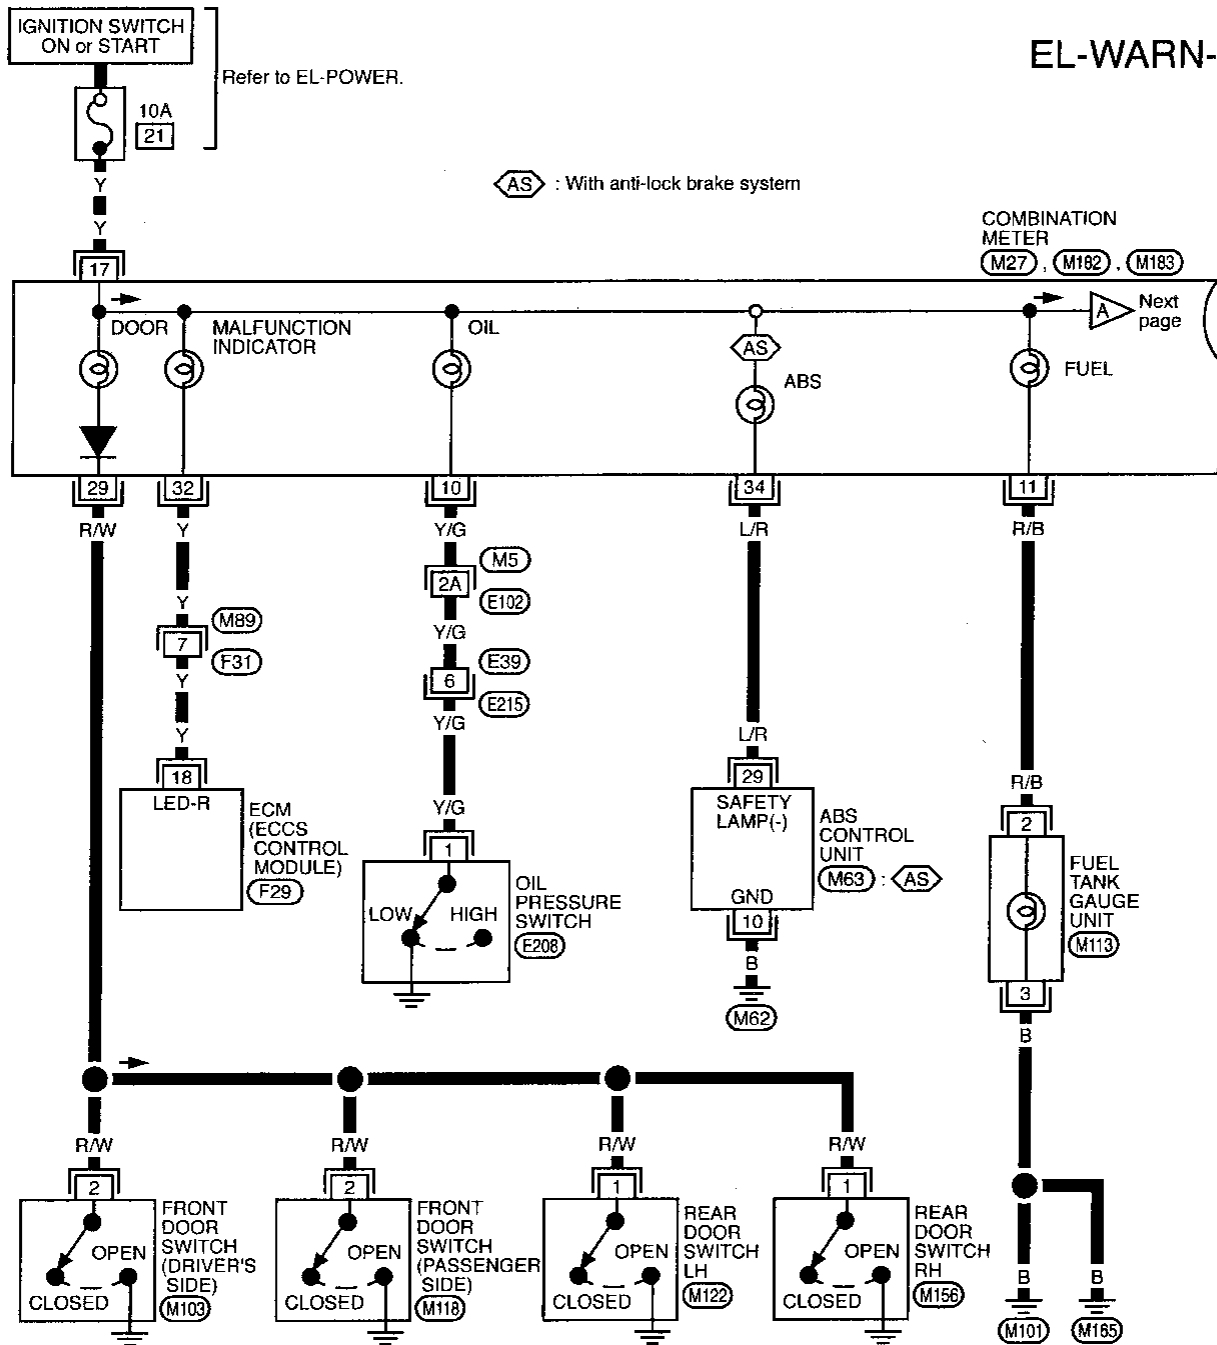 IGNITION SWITCH
ON or START
EL-WARN-
Refer to EL-POWER.
10A
21
Y
Y
AS : With anti-lock brake system
COMBINATION
METER
M27 , M182 , M183
17
DOOR
MALFUNCTION
INDICATOR
OIL
AS
ABS
FUEL
A
Next
page
29
32
10
34
11
R/W
Y
Y/G
L/R
R/B
M5
2A
E102
Y
Y/G
M89
7
F31
E39
6
E215
Y
Y/G
Y
L/R
18
LED-R
ECM
(ECCS
CONTROL
MODULE)
F29
Y/G
1
LOW
HIGH
OIL
PRESSURE
SWITCH
E208
29
SAFETY
LAMP(-)
GND
10
ABS
CONTROL
UNIT
M63 : AS
B
M62
R/B
2
FUEL
TANK
GAUGE
UNIT
M113
3
B
R/W
R/W
R/W
R/W
2
OPEN
CLOSED
FRONT
DOOR
SWITCH
(DRIVER'S
SIDE)
M103
2
OPEN
CLOSED
FRONT
DOOR
SWITCH
(PASSENGER
SIDE)
M118
1
OPEN
CLOSED
REAR
DOOR
SWITCH
LH
M122
1
OPEN
CLOSED
REAR
DOOR
SWITCH
RH
M156
B
B
M101
M165